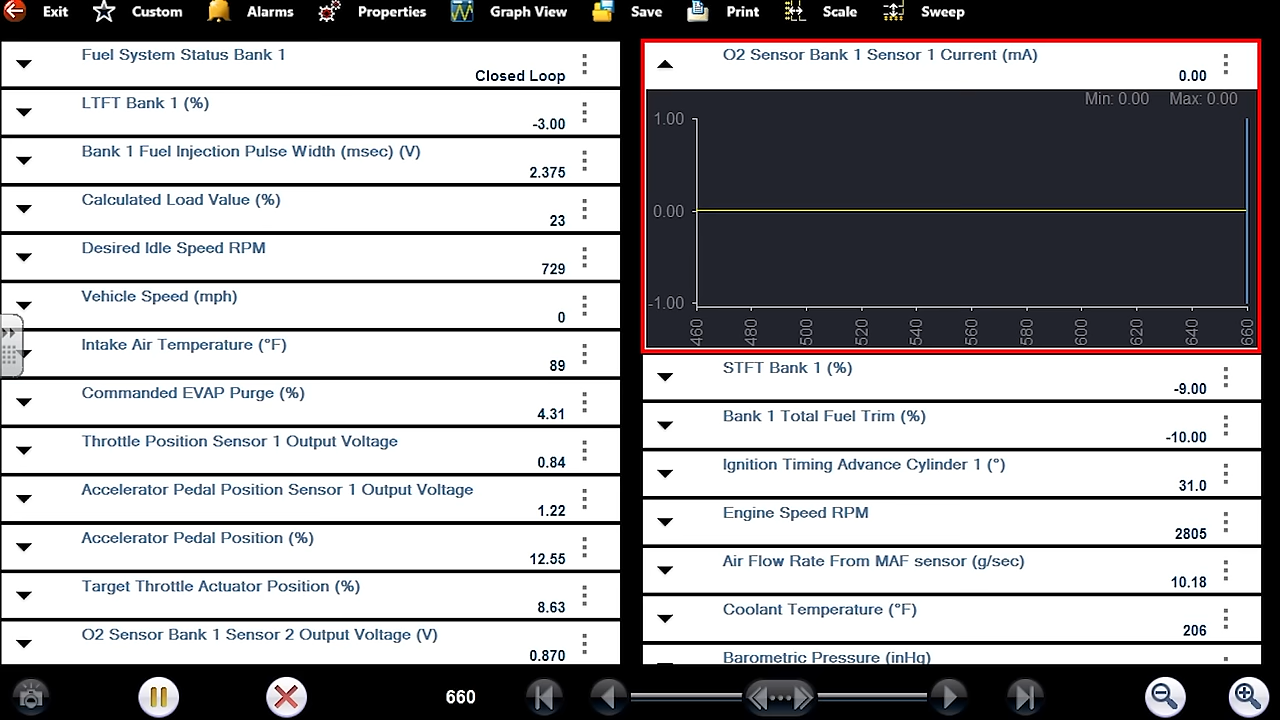 Exit Custom Alarms Properties Graph View Save Print Scale Sweep
Fuel System Status Bank 1
Closed Loop
LTFT Bank 1 (%)
-3.00
Bank 1 Fuel Injection Pulse Width (msec) (V)
2.375
Calculated Load Value (%)
23
Desired Idle Speed RPM
729
Vehicle Speed (mph)
0
Intake Air Temperature (°F)
89
Commanded EVAP Purge (%)
4.31
Throttle Position Sensor 1 Output Voltage
0.84
Accelerator Pedal Position Sensor 1 Output Voltage
1.22
Accelerator Pedal Position (%)
12.55
Target Throttle Actuator Position (%)
8.63
O2 Sensor Bank 1 Sensor 2 Output Voltage (V)
0.870
O2 Sensor Bank 1 Sensor 1 Current (mA)
0.00
Min: 0.00 Max: 0.00
1.00
0.00
-1.00
460 480 500 520 540 560 580 600 620 640 660
STFT Bank 1 (%)
-9.00
Bank 1 Total Fuel Trim (%)
-10.00
Ignition Timing Advance Cylinder 1 (°)
31.0
Engine Speed RPM
2805
Air Flow Rate From MAF sensor (g/sec)
10.18
Coolant Temperature (°F)
206
Barometric Pressure (inHg)
660